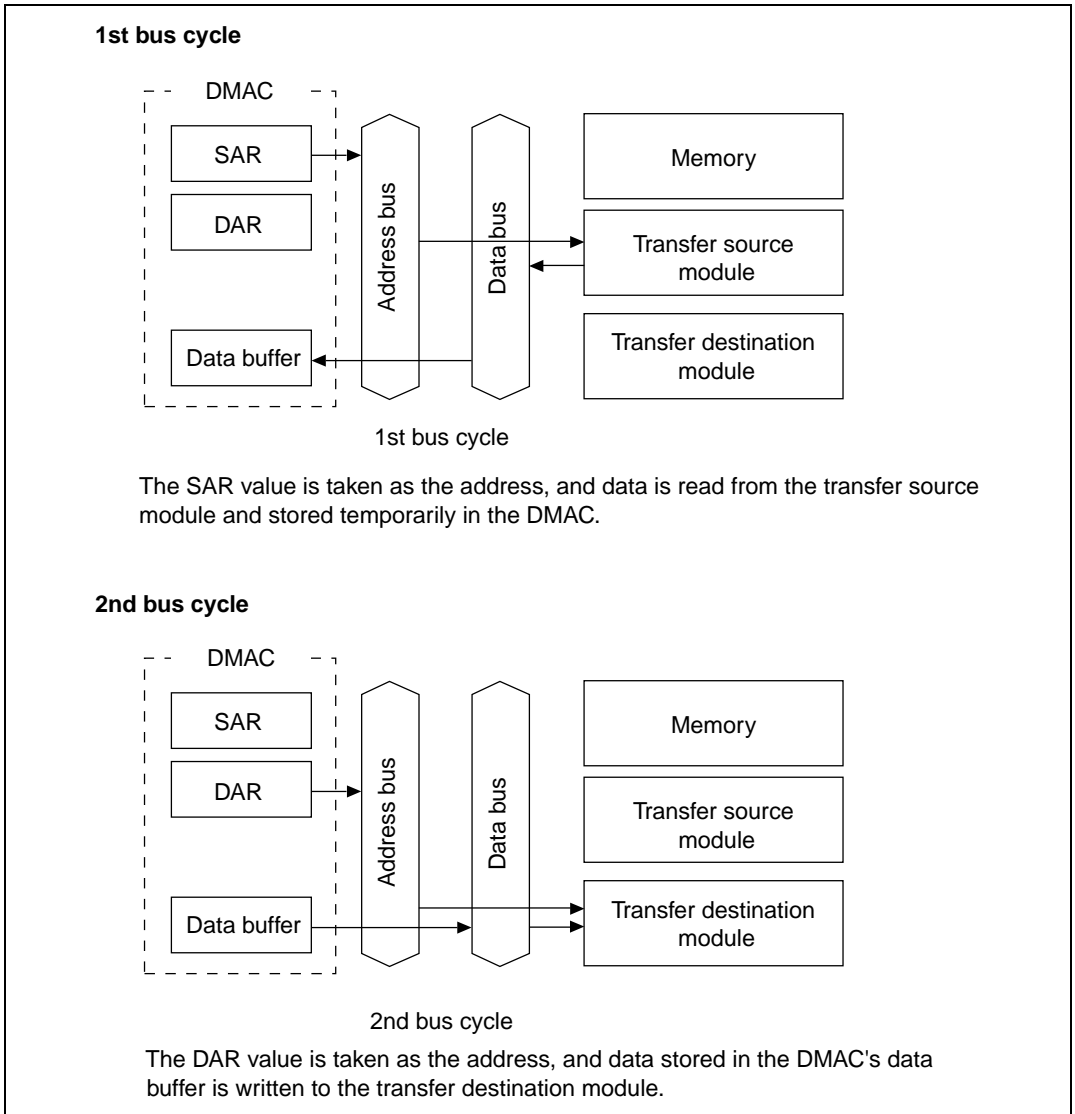 1st bus cycle
DMAC
SAR
DAR
Data buffer
Address bus
Data bus
Memory
Transfer source
module
Transfer destination
module
1st bus cycle
The SAR value is taken as the address, and data is read from the transfer source
module and stored temporarily in the DMAC.
2nd bus cycle
DMAC
SAR
DAR
Data buffer
Address bus
Data bus
Memory
Transfer source
module
Transfer destination
module
2nd bus cycle
The DAR value is taken as the address, and data stored in the DMAC's data
buffer is written to the transfer destination module.